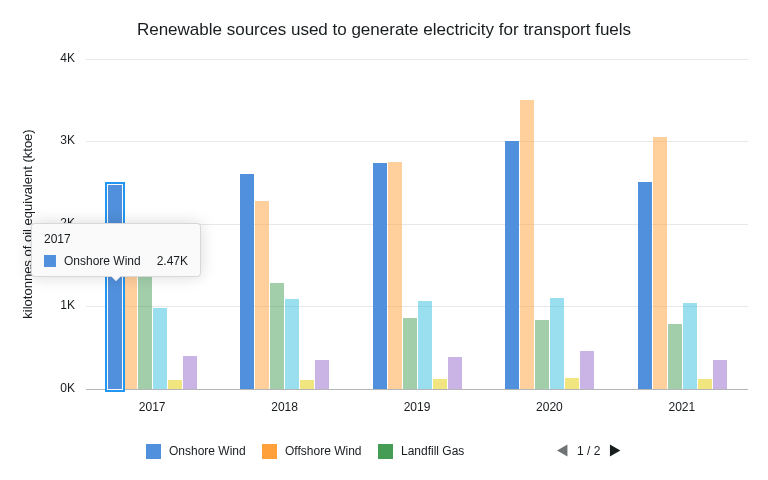 Renewable sources used to generate electricity for transport fuels
kilotonnes of oil equivalent (ktoe)
4K
3K
2K
1K
0K
2017
Onshore Wind 2.47K
2017 2018 2019 2020 2021
Onshore Wind Offshore Wind Landfill Gas 1 / 2